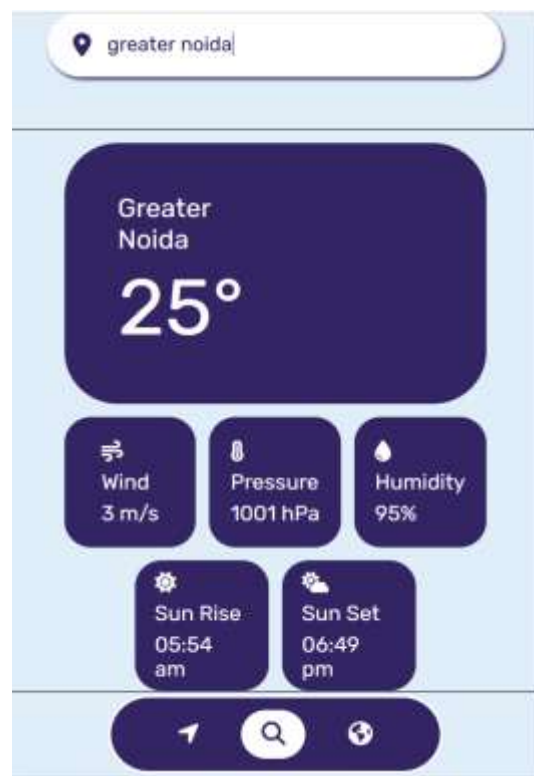 greater noida
Greater
Noida
25°
Wind
3 m/s
Pressure
1001 hPa
Humidity
95%
Sun Rise
05:54
am
Sun Set
06:49
pm